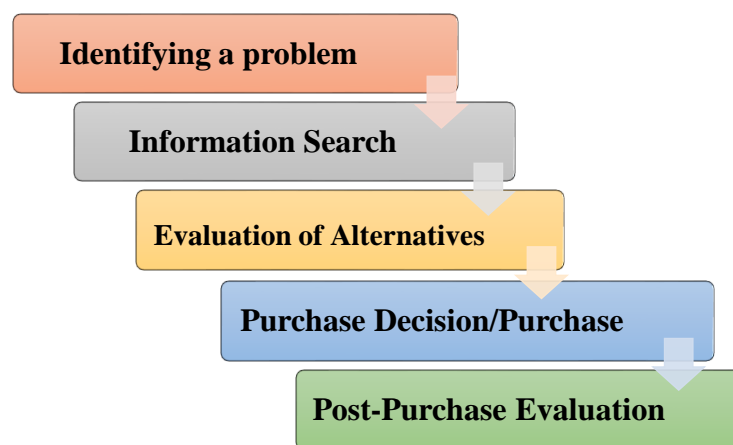 Identifying a problem
Information Search
Evaluation of Alternatives
Purchase Decision/Purchase
Post-Purchase Evaluation